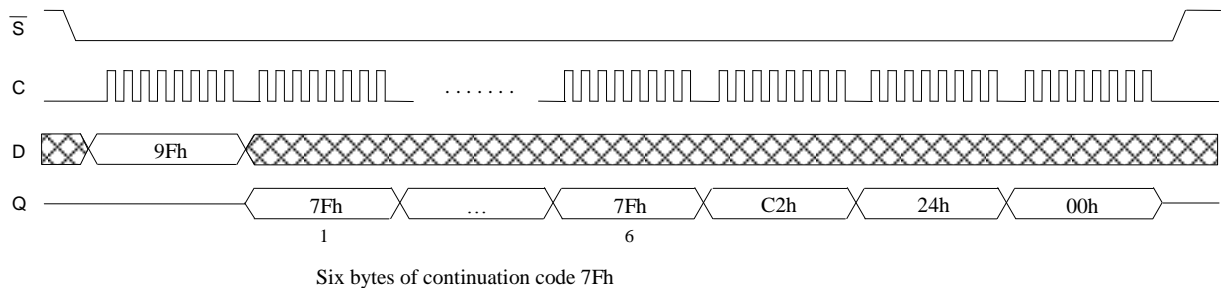 S
C
.......
D
9Fh
Q
7Fh
...
7Fh
C2h
24h
00h
1
6
Six bytes of continuation code 7Fh